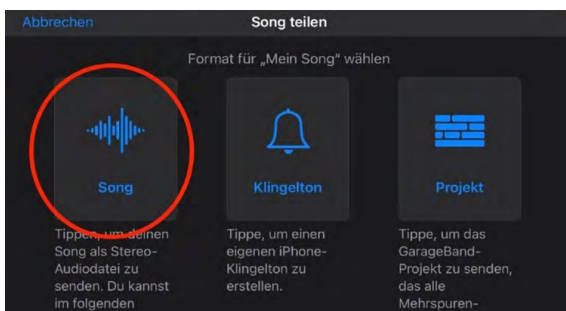 Abbrechen
Song teilen
Format für „Mein Song" wählen
Song
Klingelton
Projekt
Tippen, um deinen
Song als Stereo-
Audiodatei zu
senden. Du kannst
im folgenden
Tippe, um einen
eigenen iPhone-
Klingelton zu
erstellen.
Tippe, um das
GarageBand-
Projekt zu senden,
das alle
Mehrspuren-